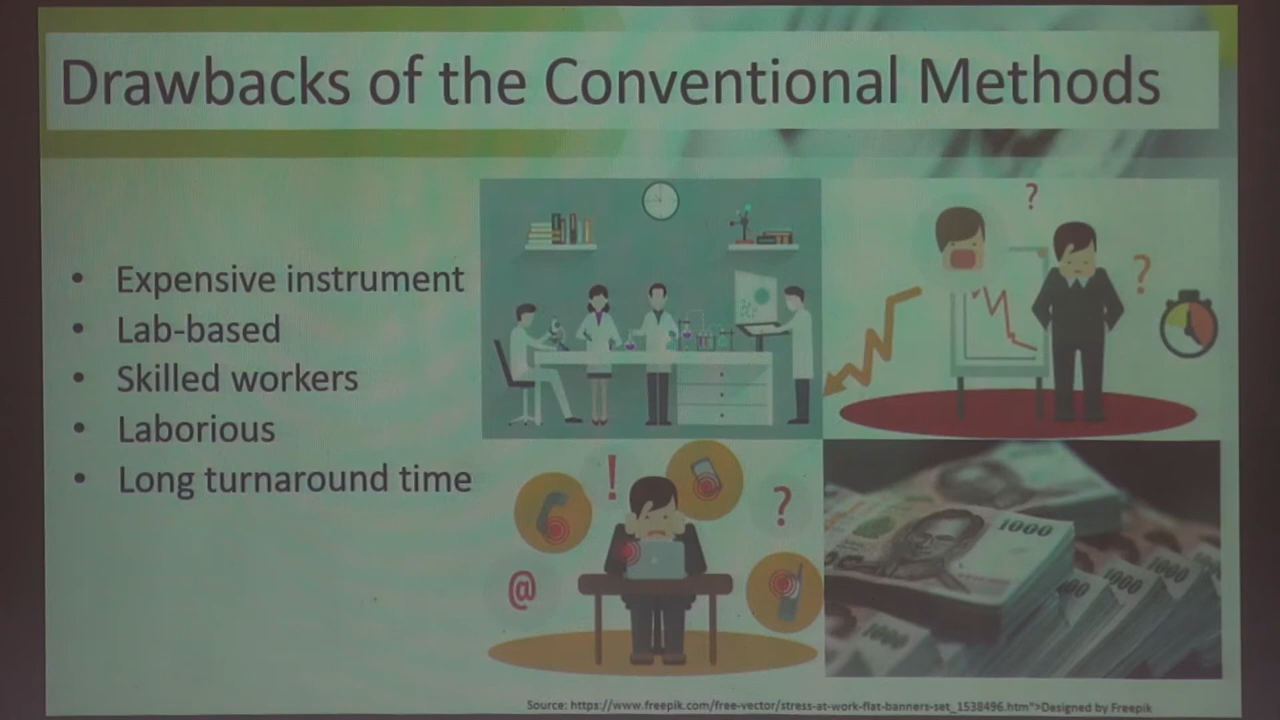 Drawbacks of the Conventional Methods
• Expensive instrument
• Lab-based
• Skilled workers
• Laborious
• Long turnaround time
?
?
!
?
@
1000
1000
1000
1000
Source: https://www.freepik.com/free-vector/stress-at-work-flat-banners-set_1538496.htm">Designed by Freepik